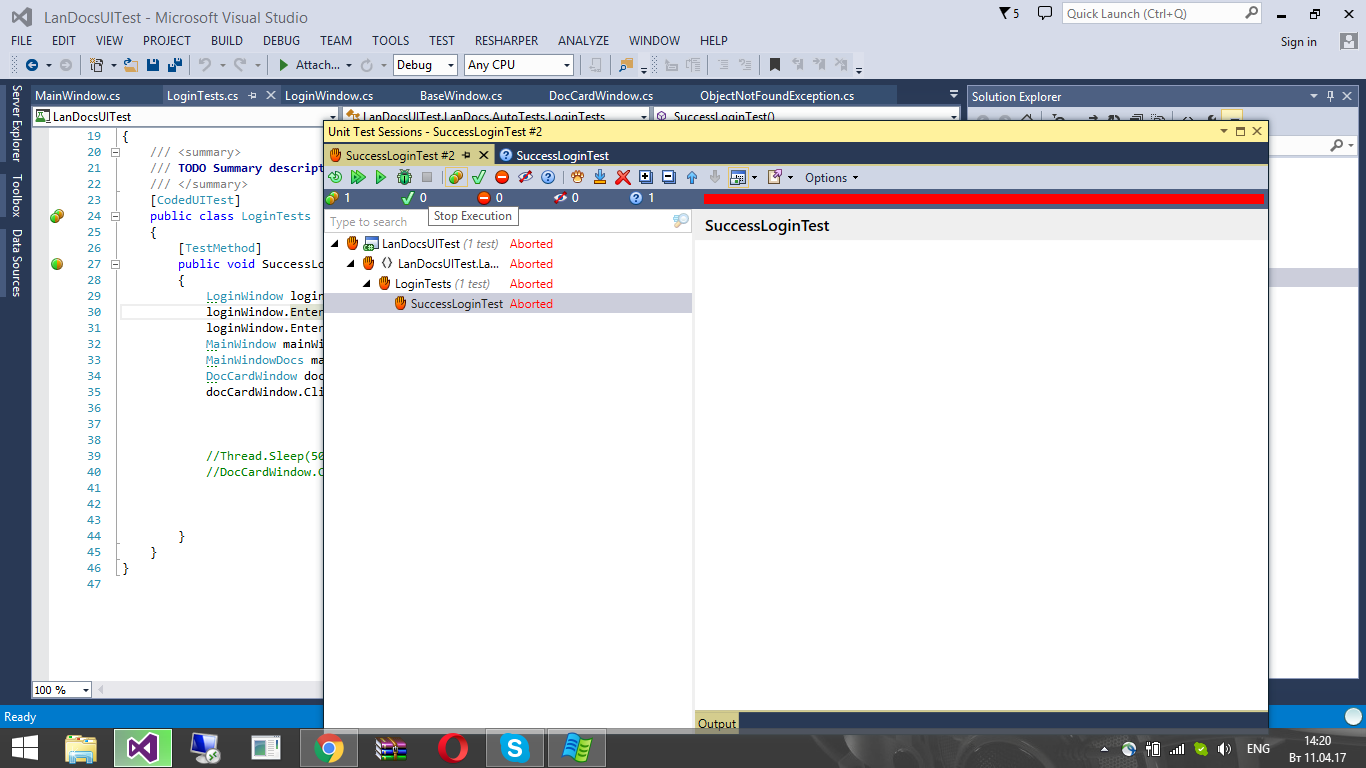 LanDocsUITest - Microsoft Visual Studio
5
Quick Launch (Ctrl+Q)
FILE EDIT VIEW PROJECT BUILD DEBUG TEAM TOOLS TEST RESHARPER ANALYZE WINDOW HELP
Sign in
Attach... Debug Any CPU
Server Explorer
Toolbox
Data Sources
MainWindow.cs LoginTests.cs LoginWindow.cs BaseWindow.cs DocCardWindow.cs ObjectNotFoundException.cs
Solution Explorer
LanDocsUITest LanDocsUITest.LanDocs.AutoTests.LoginTests SuccessLoginTest()
19 {
20 /// <summary>
21 /// TODO Summary descript
22 /// </summary>
23 [CodedUITest]
24 public class LoginTests
25 {
26 [TestMethod]
27 public void SuccessLo
28 {
29 LoginWindow login
30 loginWindow.Enter
31 loginWindow.Enter
32 MainWindow mainWi
33 MainWindowDocs ma
34 DocCardWindow doc
35 docCardWindow.Cli
36
37
38
39 //Thread.Sleep(50
40 //DocCardWindow.C
41
42
43
44 }
45 }
46 }
47
100 %
Unit Test Sessions - SuccessLoginTest #2
SuccessLoginTest #2 SuccessLoginTest
Options
1 0 0 0 1
Stop Execution
Type to search
SuccessLoginTest
LanDocsUITest (1 test) Aborted
LanDocsUITest.La... Aborted
LoginTests (1 test) Aborted
SuccessLoginTest Aborted
Output
Ready
ENG
14:20
Вт 11.04.17